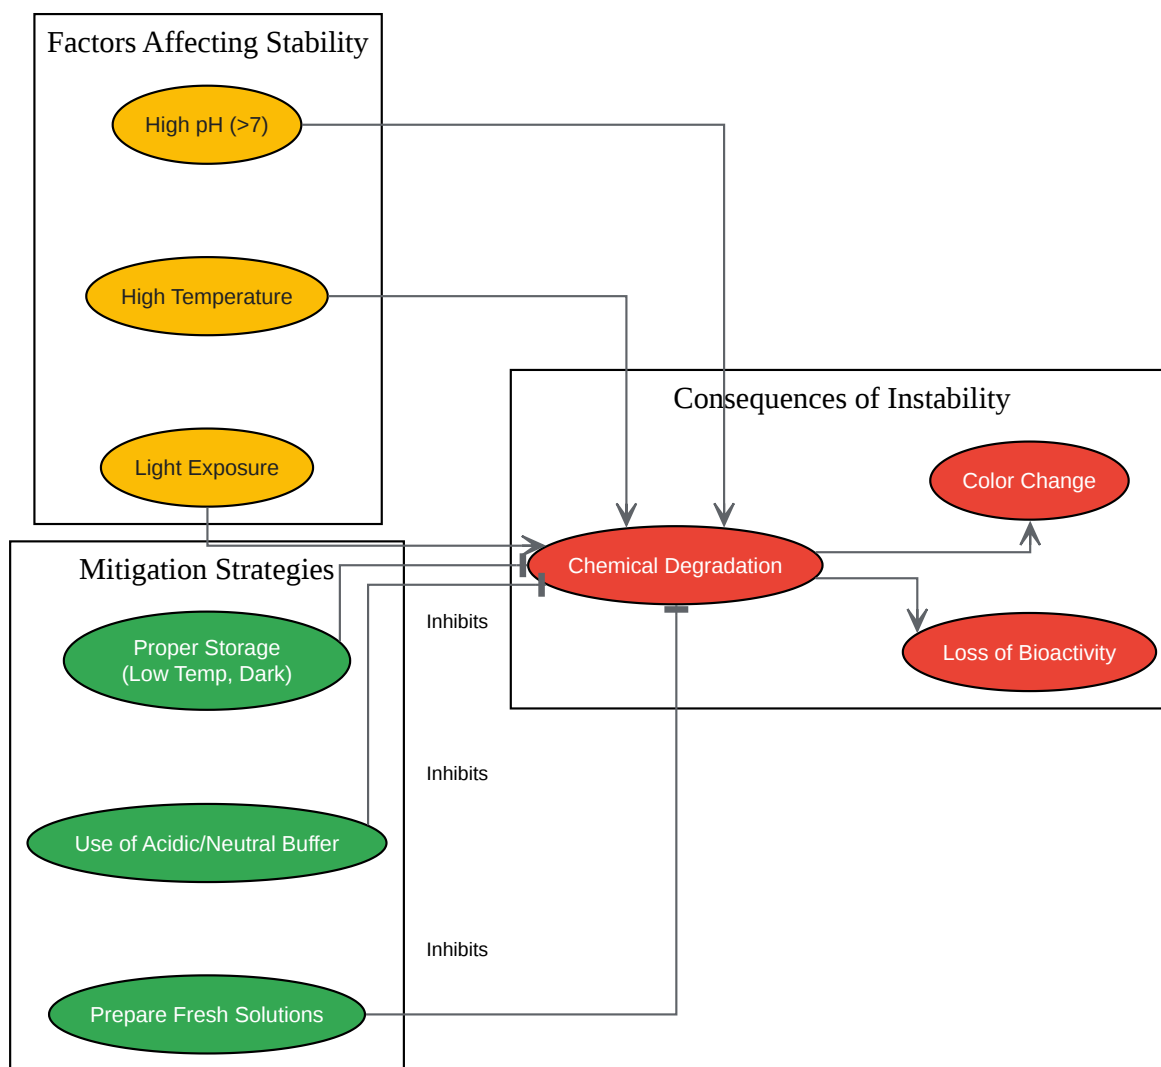 Factors Affecting Stability
High pH (>7)
High Temperature
Light Exposure
Consequences of Instability
Color Change
Chemical Degradation
Loss of Bioactivity
Mitigation Strategies
Proper Storage
(Low Temp, Dark)
Inhibits
Use of Acidic/Neutral Buffer
Inhibits
Prepare Fresh Solutions
Inhibits